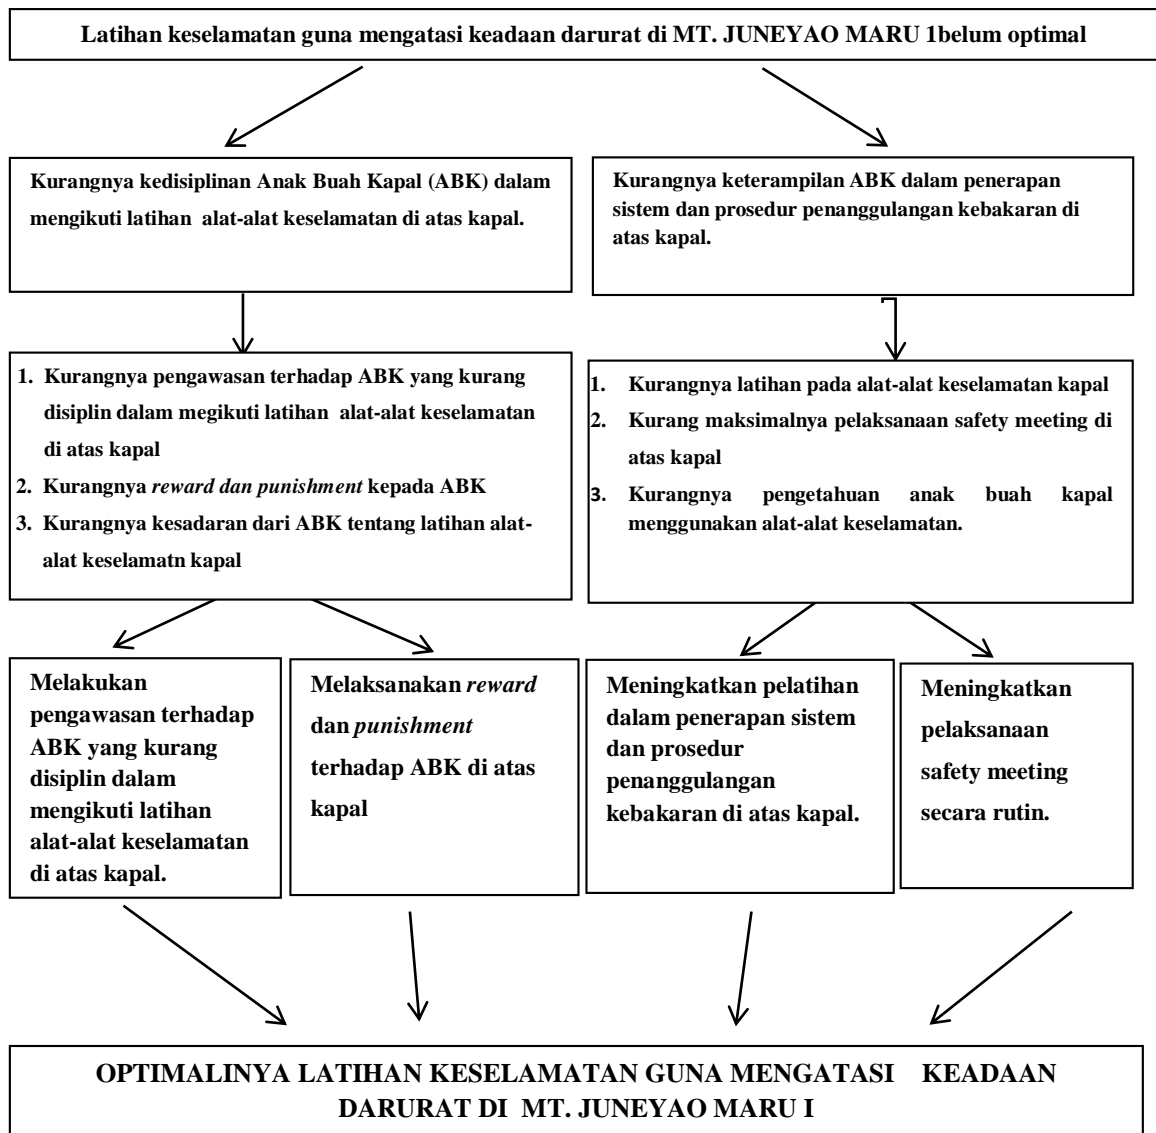 Latihan keselamatan guna mengatasi keadaan darurat di MT. JUNEYAO MARU 1belum optimal
Kurangnya kedisiplinan Anak Buah Kapal (ABK) dalam
mengikuti latihan alat-alat keselamatan di atas kapal.
Kurangnya keterampilan ABK dalam penerapan
sistem dan prosedur penanggulangan kebakaran di
atas kapal.
1. Kurangnya pengawasan terhadap ABK yang kurang
disiplin dalam megikuti latihan alat-alat keselamatan
di atas kapal
2. Kurangnya reward dan punishment kepada ABK
3. Kurangnya kesadaran dari ABK tentang latihan alat-
alat keselamatn kapal
1. Kurangnya latihan pada alat-alat keselamatan kapal
2. Kurang maksimalnya pelaksanaan safety meeting di
atas kapal
3. Kurangnya pengetahuan anak buah kapal
menggunakan alat-alat keselamatan.
Melakukan
pengawasan terhadap
ABK yang kurang
disiplin dalam
mengikuti latihan
alat-alat keselamatan
di atas kapal.
Melaksanakan reward
dan punishment
terhadap ABK di atas
kapal
Meningkatkan pelatihan
dalam penerapan sistem
dan prosedur
penanggulangan
kebakaran di atas kapal.
Meningkatkan
pelaksanaan
safety meeting
secara rutin.
OPTIMALINYA LATIHAN KESELAMATAN GUNA MENGATASI KEADAAN
DARURAT DI MT. JUNEYAO MARU I